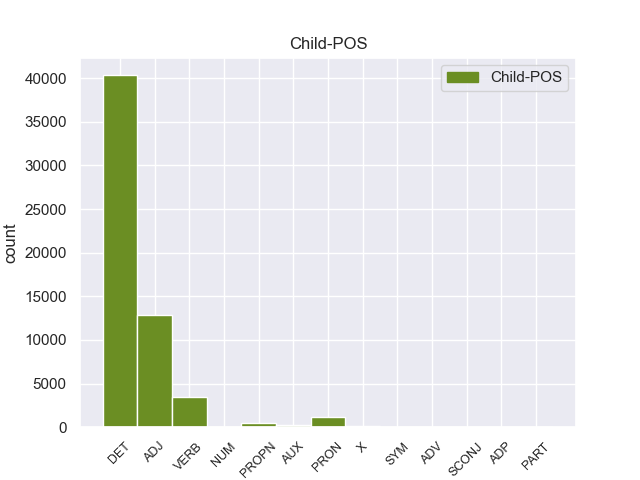 Child-POS
Child-POS
40000
35000
30000
25000
20000
15000
10000
5000
0
count
DET
ADJ
VERB
NUM
PROPN
AUX
PRON
X
SYM
ADV
SCONJ
ADP
PART